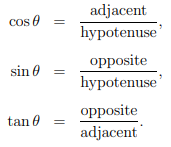 cos θ = adjacent / hypotenuse,
sin θ = opposite / hypotenuse,
tan θ = opposite / adjacent.